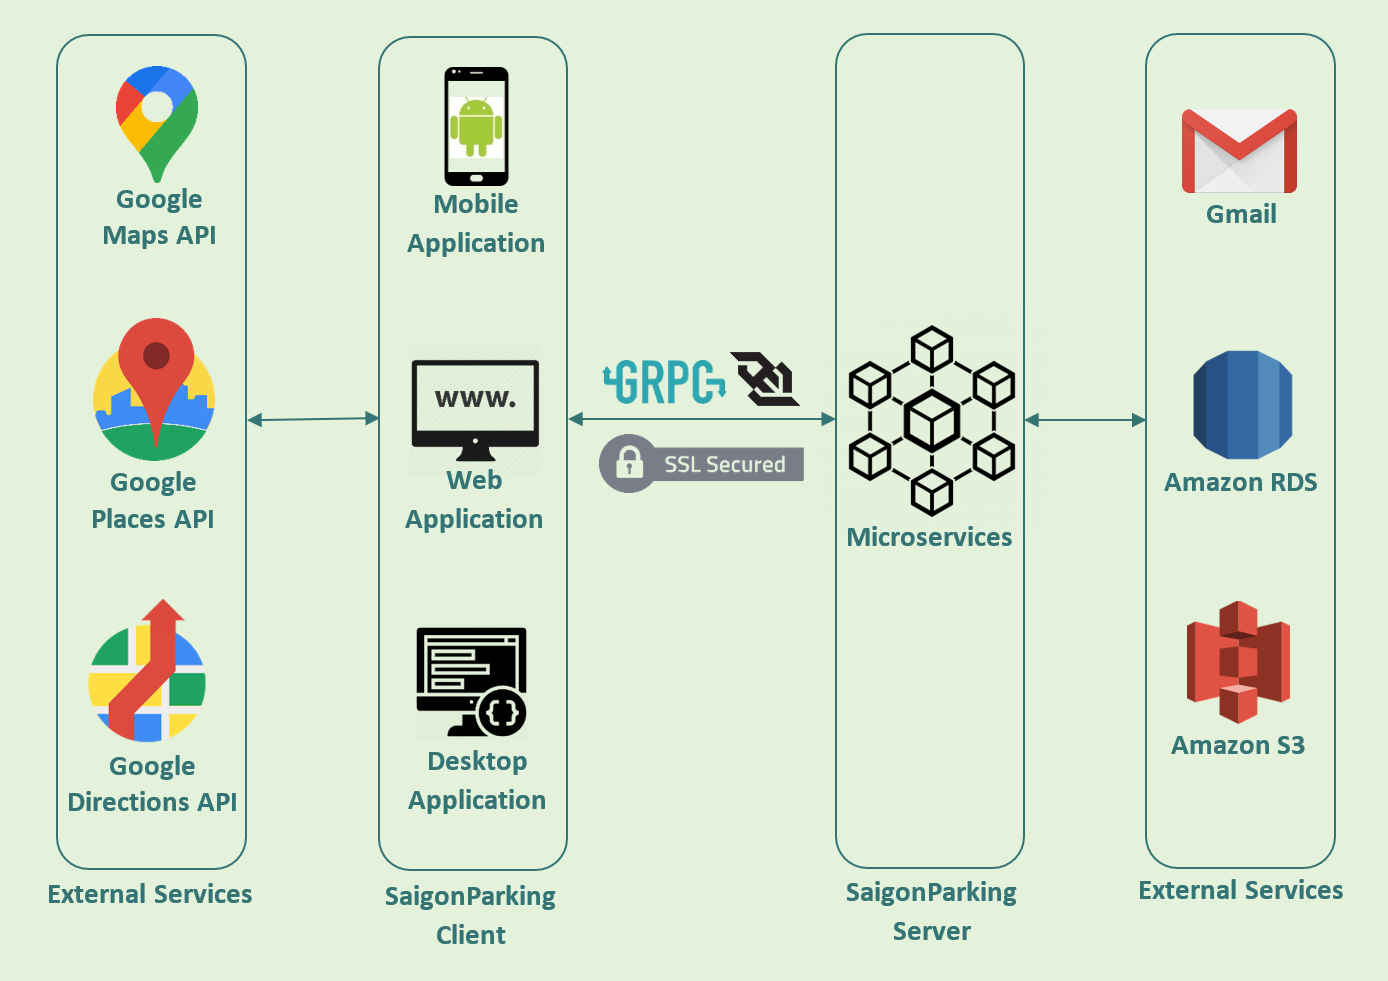 Google
Maps API
Google
Places API
Google
Directions API
External Services
Mobile
Application
www.
Web
Application
Desktop
Application
SaigonParking
Client
GRPC
SSL Secured
Microservices
SaigonParking
Server
Gmail
Amazon RDS
Amazon S3
External Services